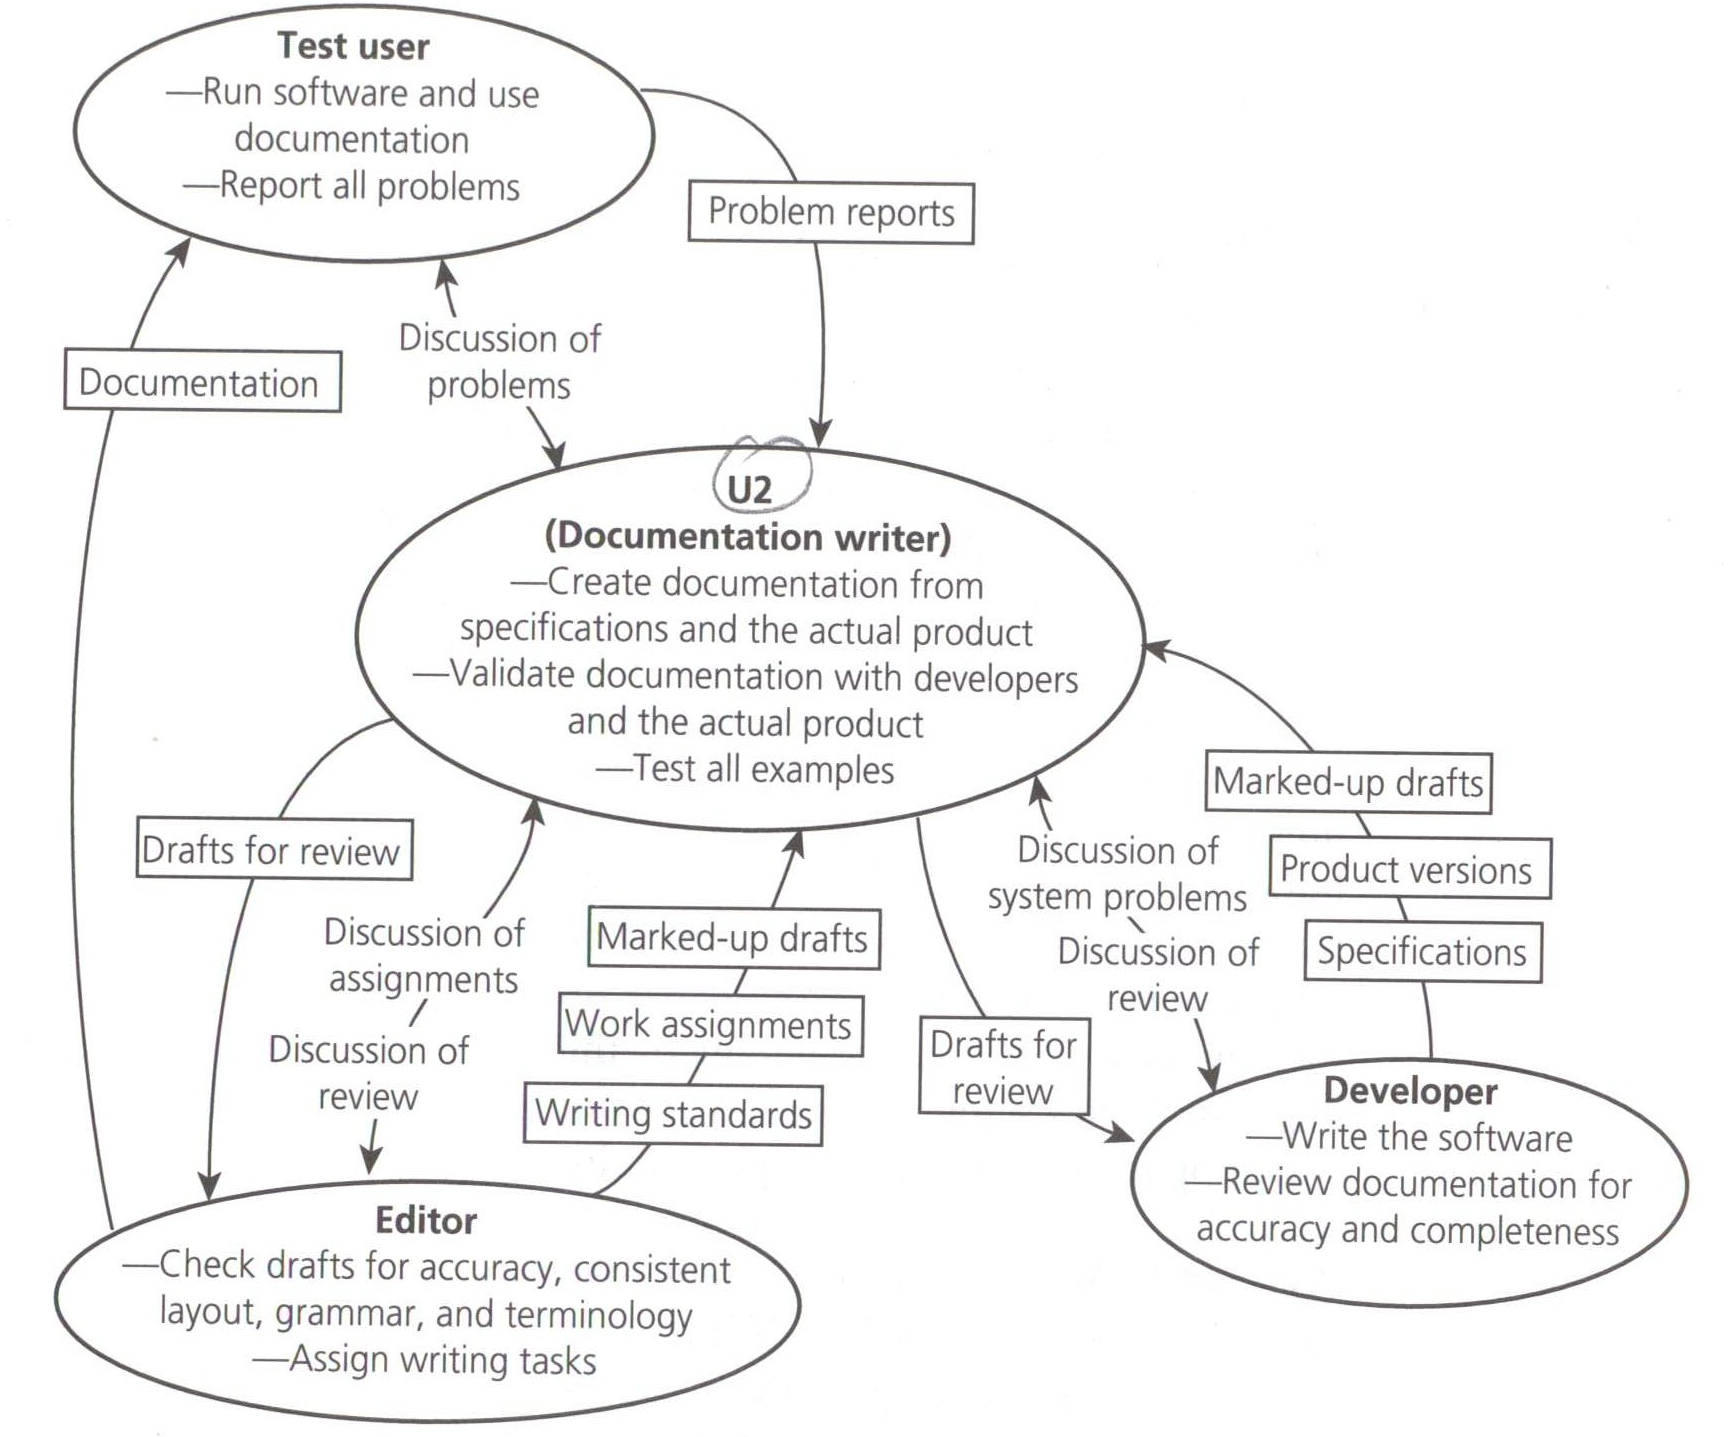 Test user
—Run software and use
documentation
—Report all problems
Problem reports
Discussion of
problems
Documentation
U2
(Documentation writer)
—Create documentation from
specifications and the actual product
—Validate documentation with developers
and the actual product
—Test all examples
Drafts for review
Discussion of
assignments
Discussion of
review
Marked-up drafts
Work assignments
Writing standards
Drafts for
review
Discussion of
system problems
Discussion of
review
Marked-up drafts
Product versions
Specifications
Editor
—Check drafts for accuracy, consistent
layout, grammar, and terminology
—Assign writing tasks
Developer
—Write the software
—Review documentation for
accuracy and completeness